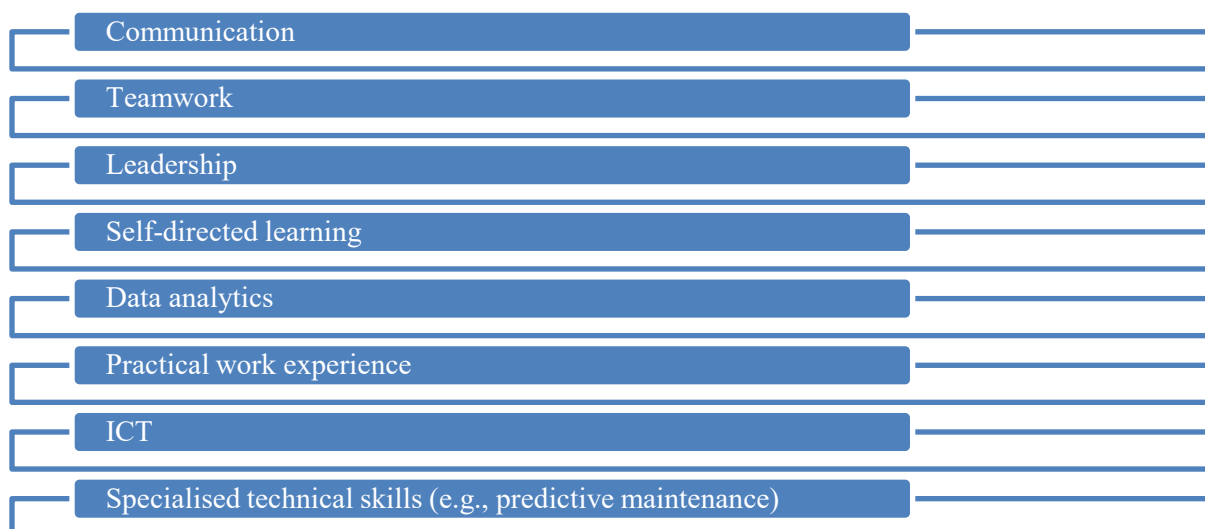 Communication
Teamwork
Leadership
Self-directed learning
Data analytics
Practical work experience
ICT
Specialised technical skills (e.g., predictive maintenance)